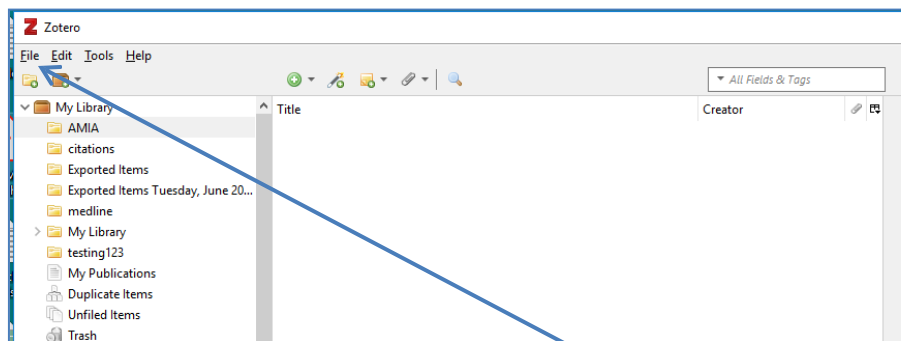 Zotero
File Edit Tools Help
All Fields & Tags
My Library
Title Creator
AMIA
citations
Exported Items
Exported Items Tuesday, June 20...
medline
My Library
testing123
My Publications
Duplicate Items
Unfiled Items
Trash